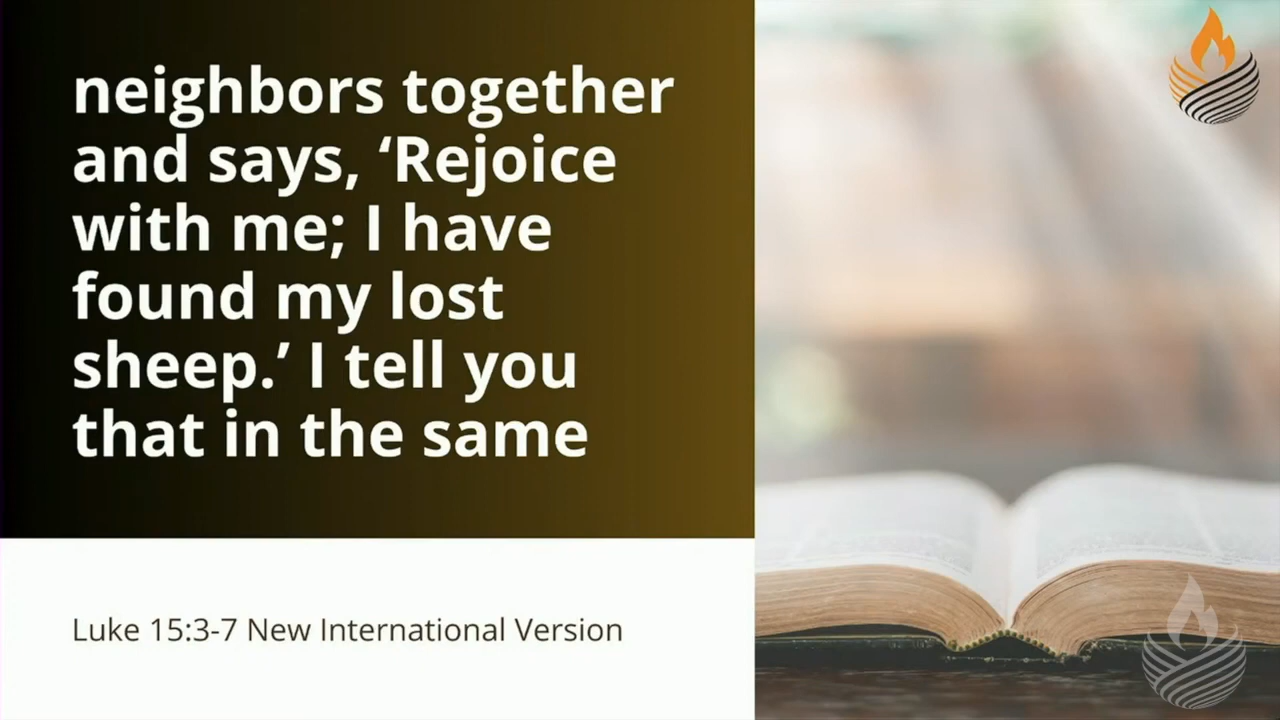 neighbors together
and says, ‘Rejoice
with me; I have
found my lost
sheep.’ I tell you
that in the same
Luke 15:3-7 New International Version